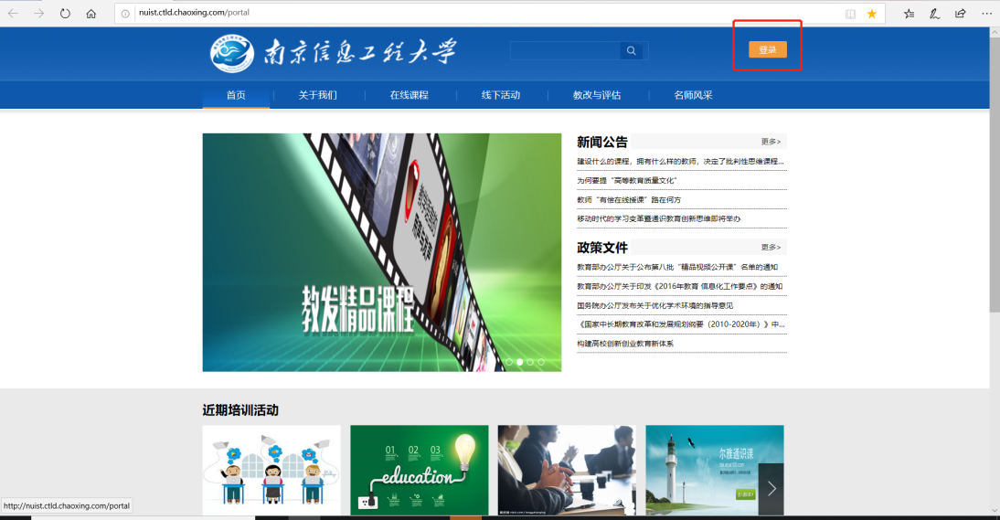 nuist.ctld.chaoxing.com/portal
南京信息工程大学
登录
首页 关于我们 在线课程 线下活动 教改与评估 名师风采
教发精品课程
新闻公告 更多>
建设什么的课程，拥有什么样的教师，决定了批判性思维课程...
为何要提“高等教育质量文化”
教师“有偿在线授课”路在何方
移动时代的学习变革暨通识教育创新思维即将举办
政策文件 更多>
教育部办公厅关于公布第八批“精品视频公开课”名单的通知
教育部办公厅关于印发《2016年教育 信息化工作要点》的通知
国务院办公厅发布关于优化学术环境的指导意见
《国家中长期教育改革和发展规划纲要（2010-2020年）》中...
构建高校创新创业教育新体系
近期培训活动
01 02 03
education
尔雅通识课
http://nuist.ctld.chaoxing.com/portal